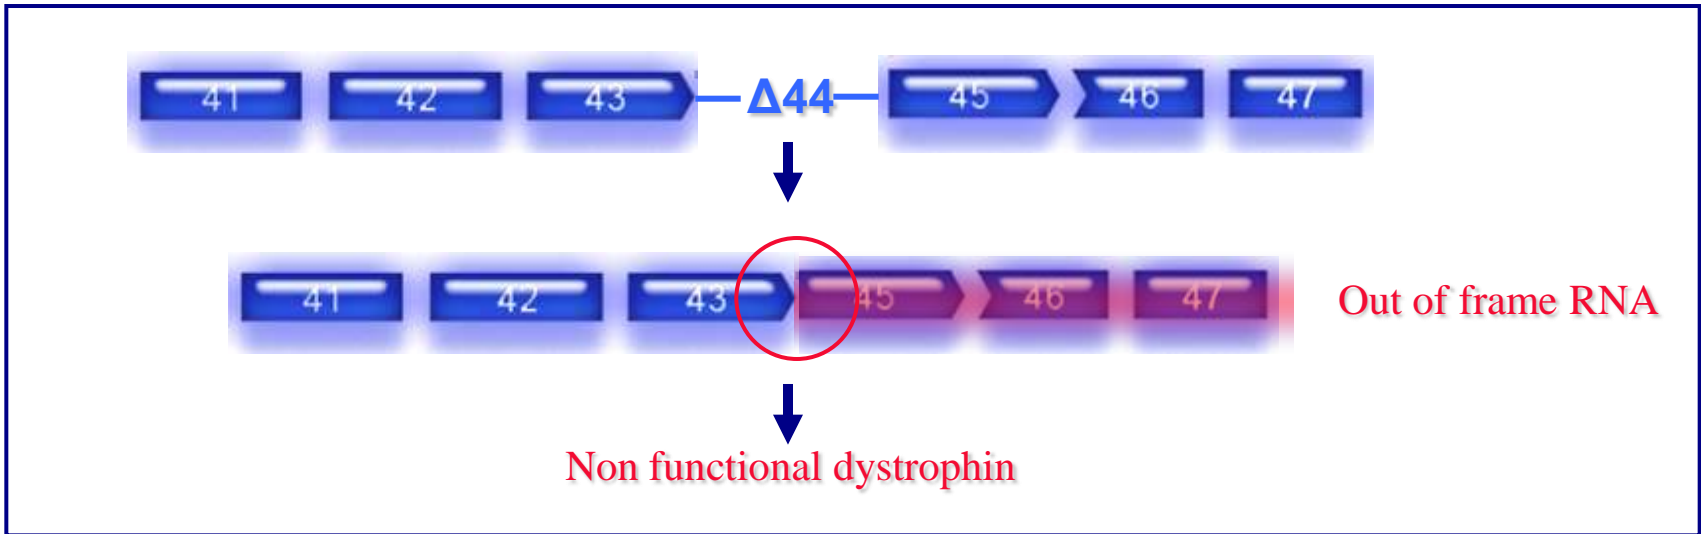 41 42 43 Δ44 45 46 47
41 42 43 45 46 47 Out of frame RNA
Non functional dystrophin